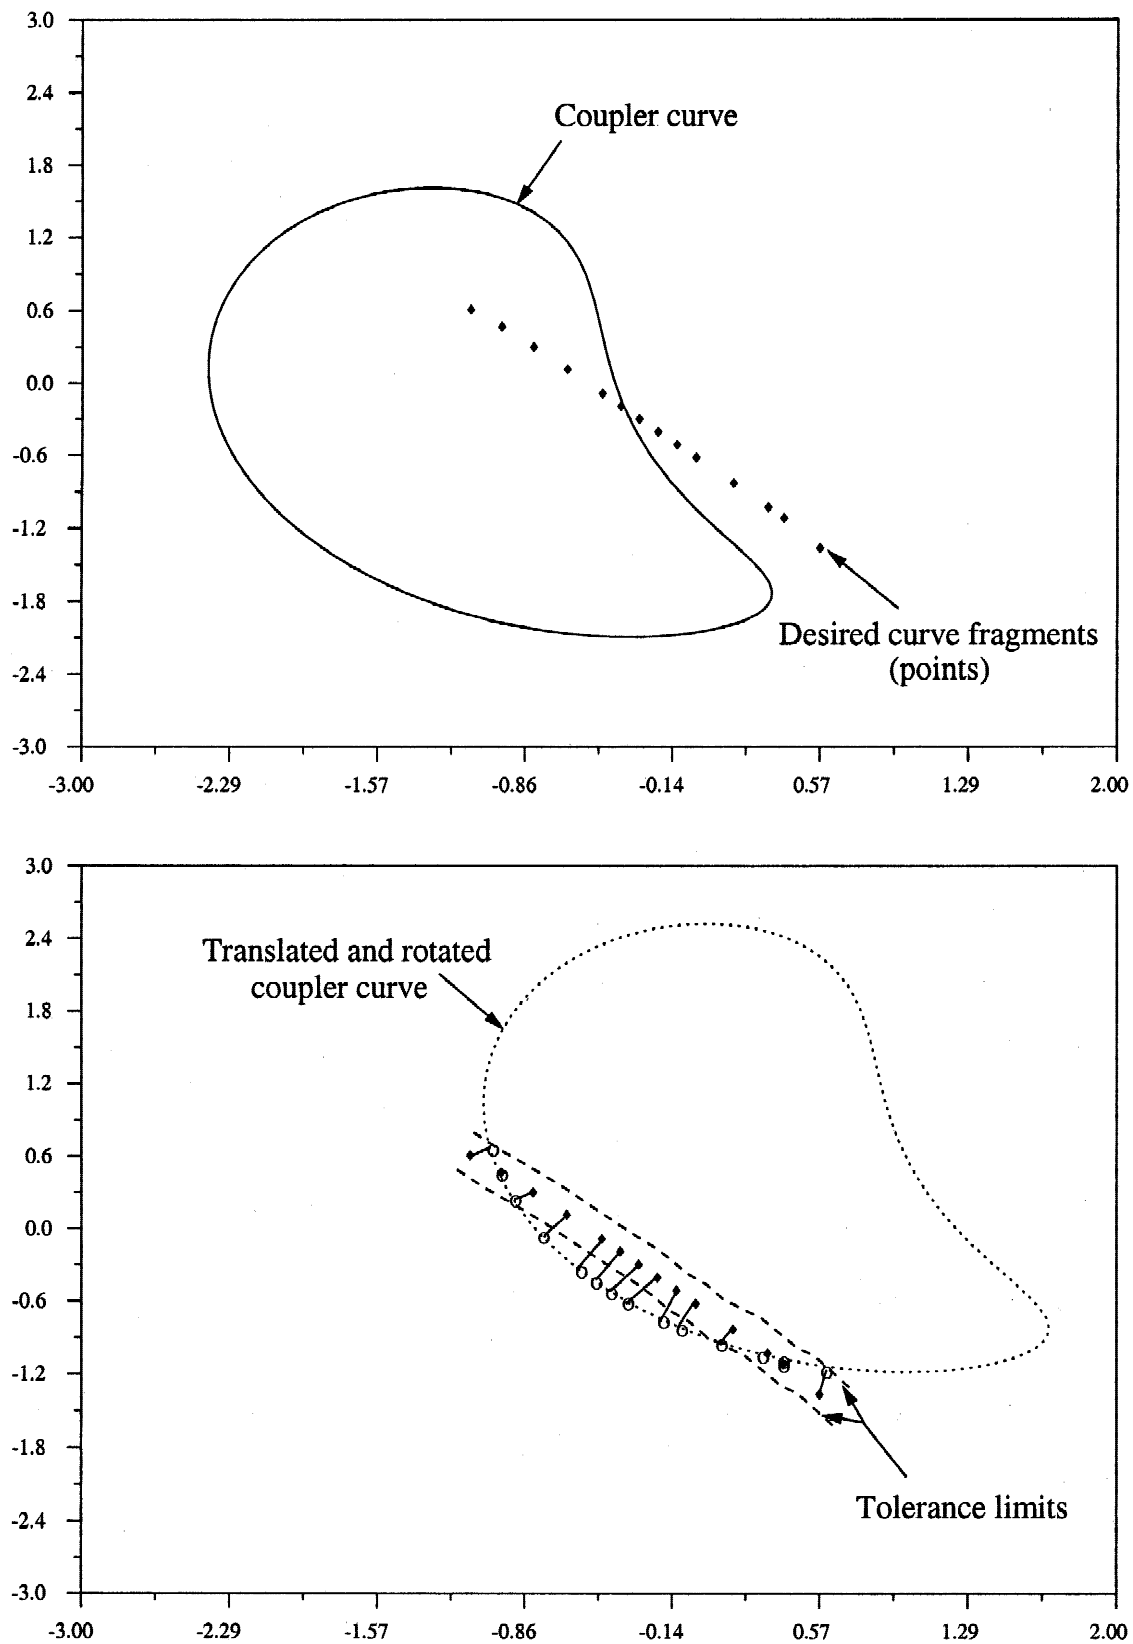 3.0
2.4
1.8
1.2
0.6
0.0
-0.6
-1.2
-1.8
-2.4
-3.0
Coupler curve
Desired curve fragments
(points)
-3.00 -2.29 -1.57 -0.86 -0.14 0.57 1.29 2.00
3.0
2.4
1.8
1.2
0.6
0.0
-0.6
-1.2
-1.8
-2.4
-3.0
Translated and rotated
coupler curve
Tolerance limits
-3.00 -2.29 -1.57 -0.86 -0.14 0.57 1.29 2.00